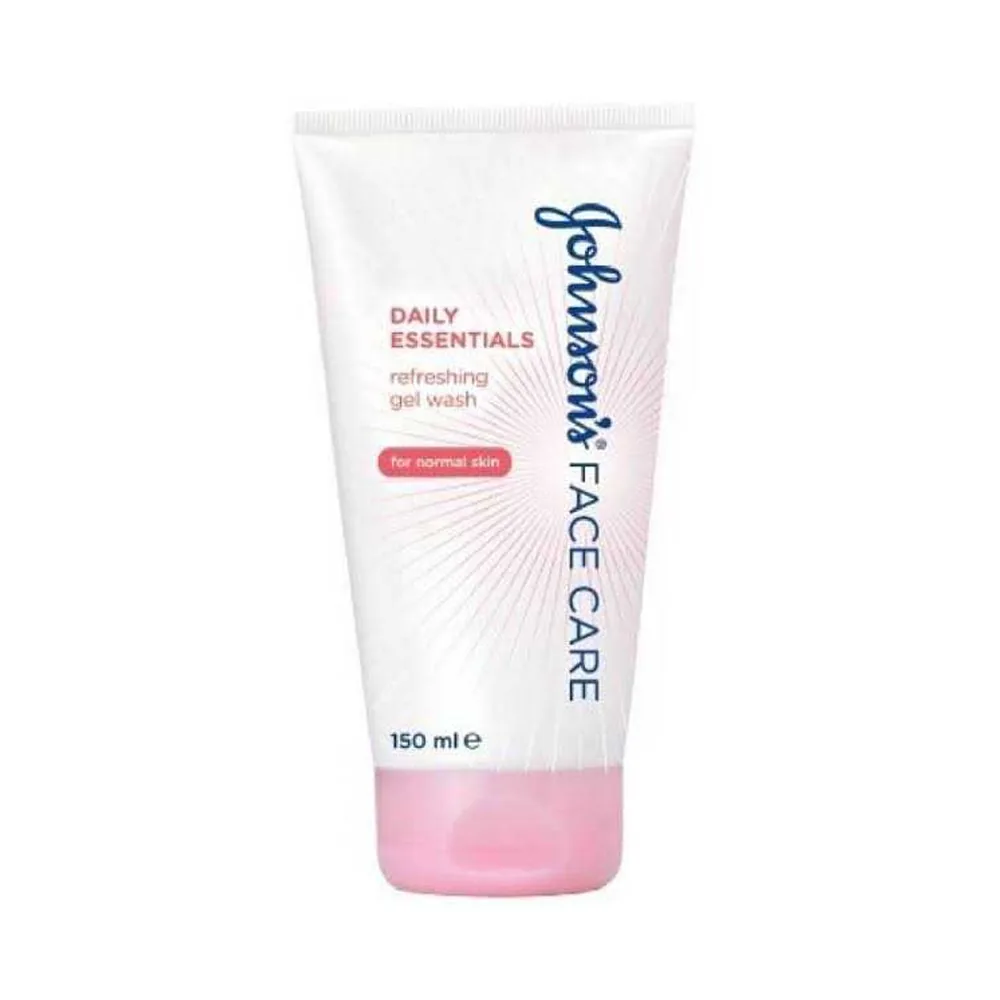 Johnson's® FACE CARE
DAILY
ESSENTIALS
refreshing
gel wash
for normal skin
150 ml ℮